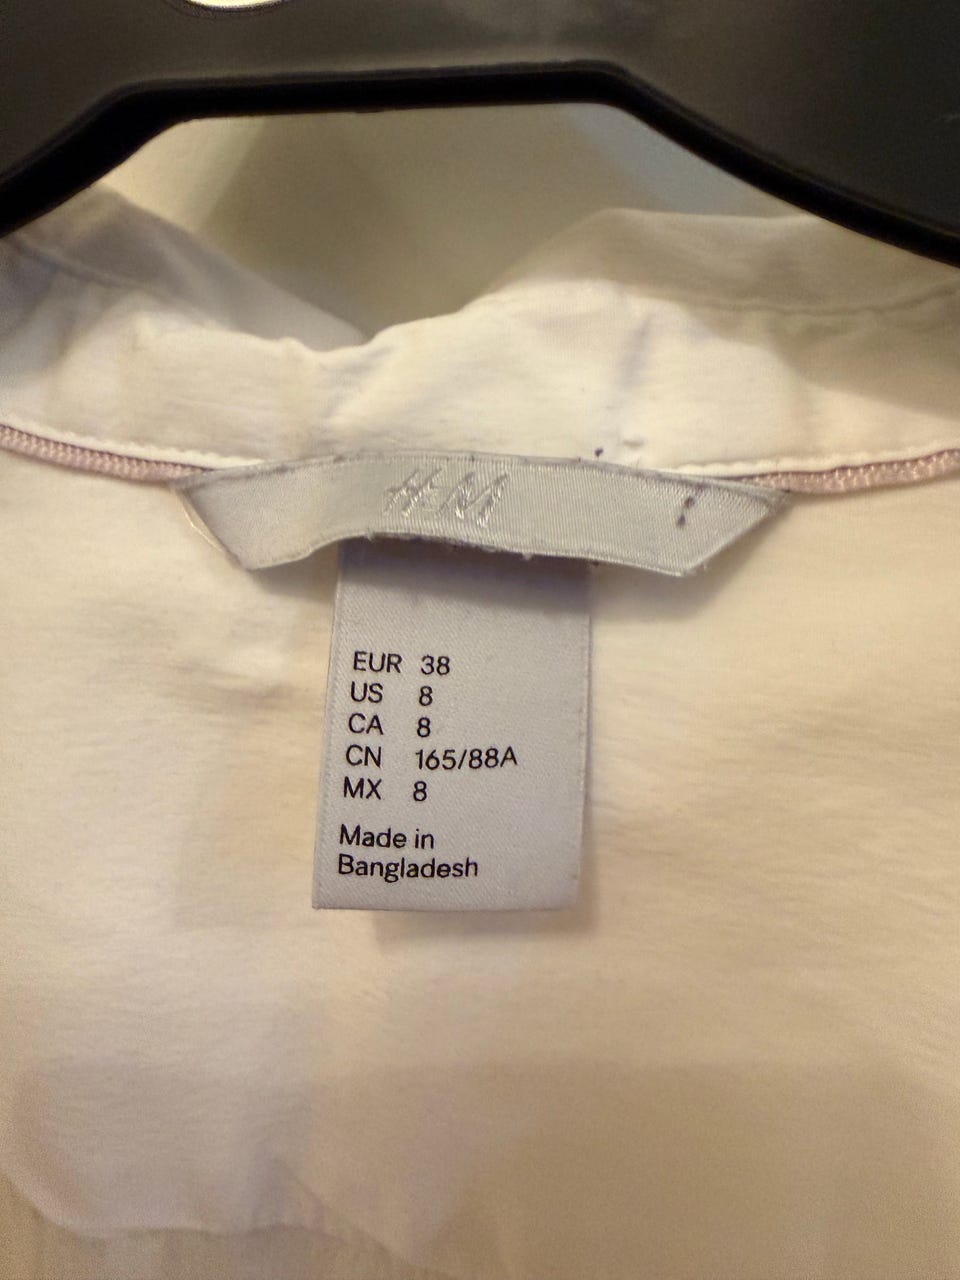 H&M
EUR 38
US 8
CA 8
CN 165/88A
MX 8
Made in
Bangladesh